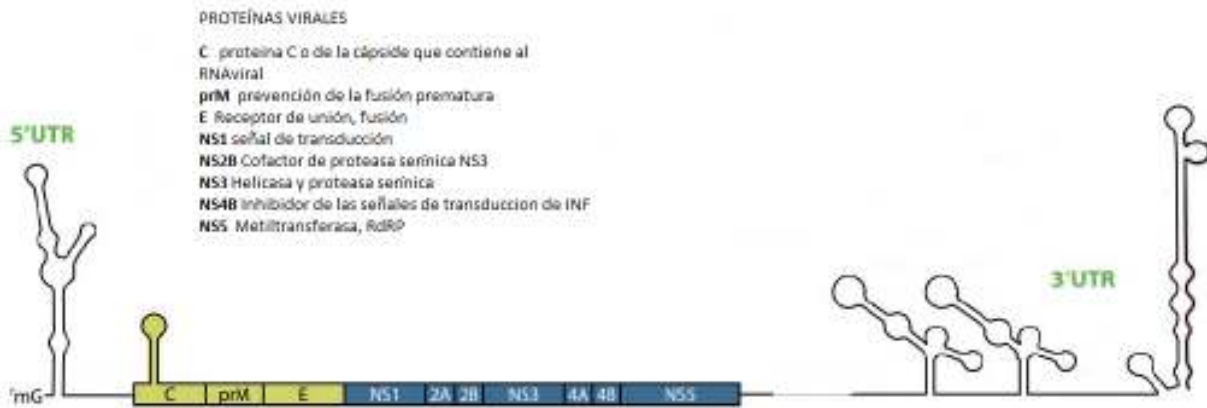 PROTEÍNAS VIRALES
C proteina C o de la cápside que contiene al
RNAviral
prM prevención de la fusión prematura
E Receptor de unión, fusión
NS1 señal de transducción
NS2B Cofactor de proteasa serínica NS3
NS3 Helicasa y proteasa serínica
NS4B Inhibidor de las señales de transduccion de INF
NS5 Metiltransferasa, RdRP
5'UTR
3'UTR
7mG
C prM E NS1 2A 2B NS3 4A 4B NS5